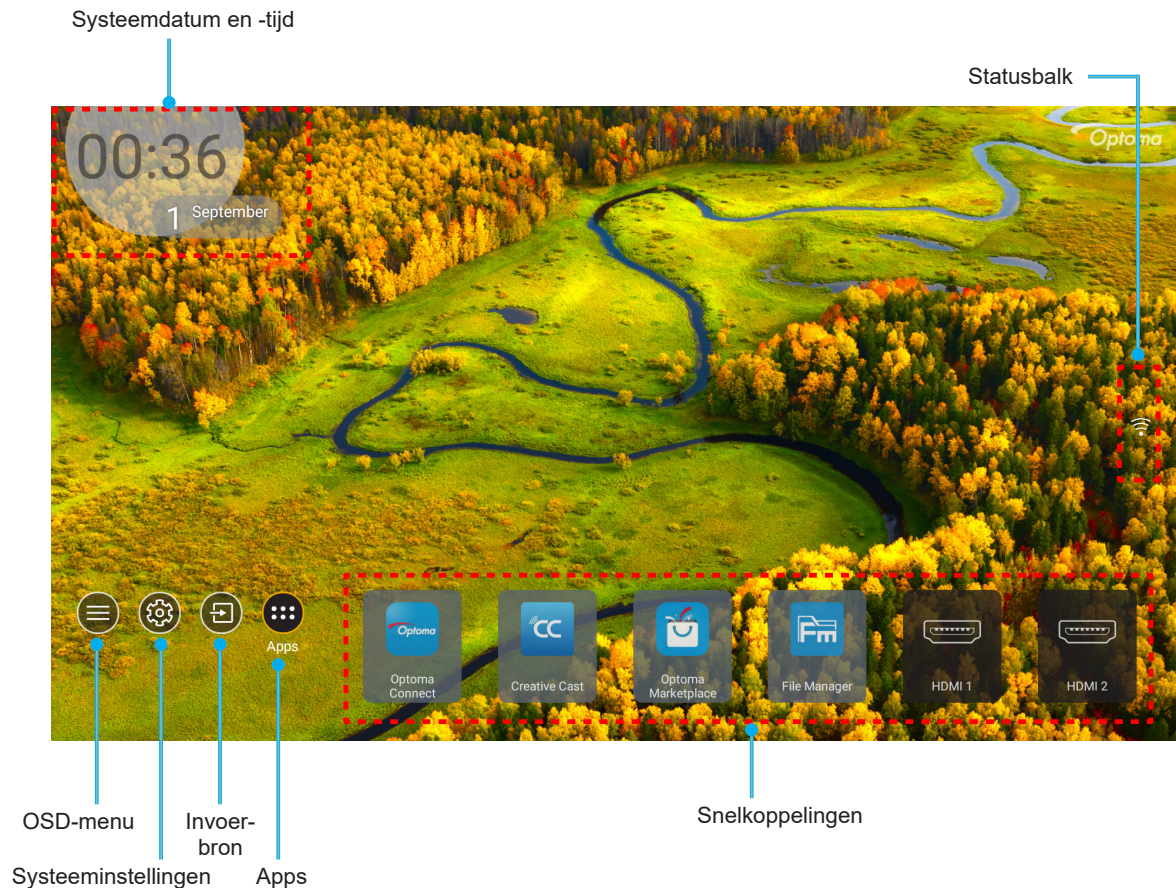 Systeemdatum en -tijd
Statusbalk
Optoma
00:36
1 September
Apps
Optoma
CC
Fm
Optoma
Connect
Creative Cast
Optoma
Marketplace
File Manager
HDMI 1
HDMI 2
OSD-menu
Invoer-
bron
Snelkoppelingen
Systeeminstellingen
Apps